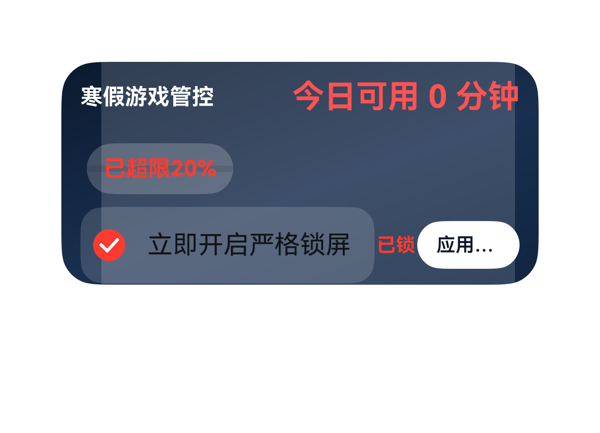 寒假游戏管控
今日可用 0 分钟
已超限20%
立即开启严格锁屏
已锁
应用...